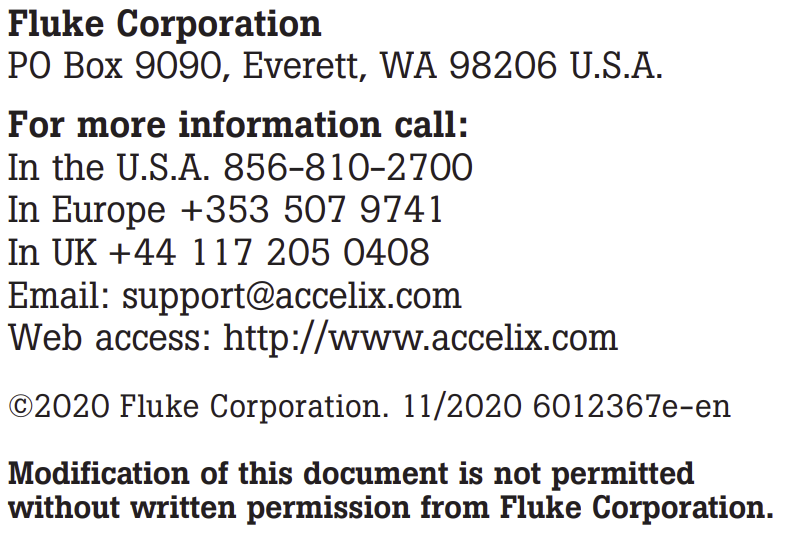 Fluke Corporation
PO Box 9090, Everett, WA 98206 U.S.A.
For more information call:
In the U.S.A. 856-810-2700
In Europe +353 507 9741
In UK +44 117 205 0408
Email: support@accelix.com
Web access: http://www.accelix.com
©2020 Fluke Corporation. 11/2020 6012367e-en
Modification of this document is not permitted
without written permission from Fluke Corporation.